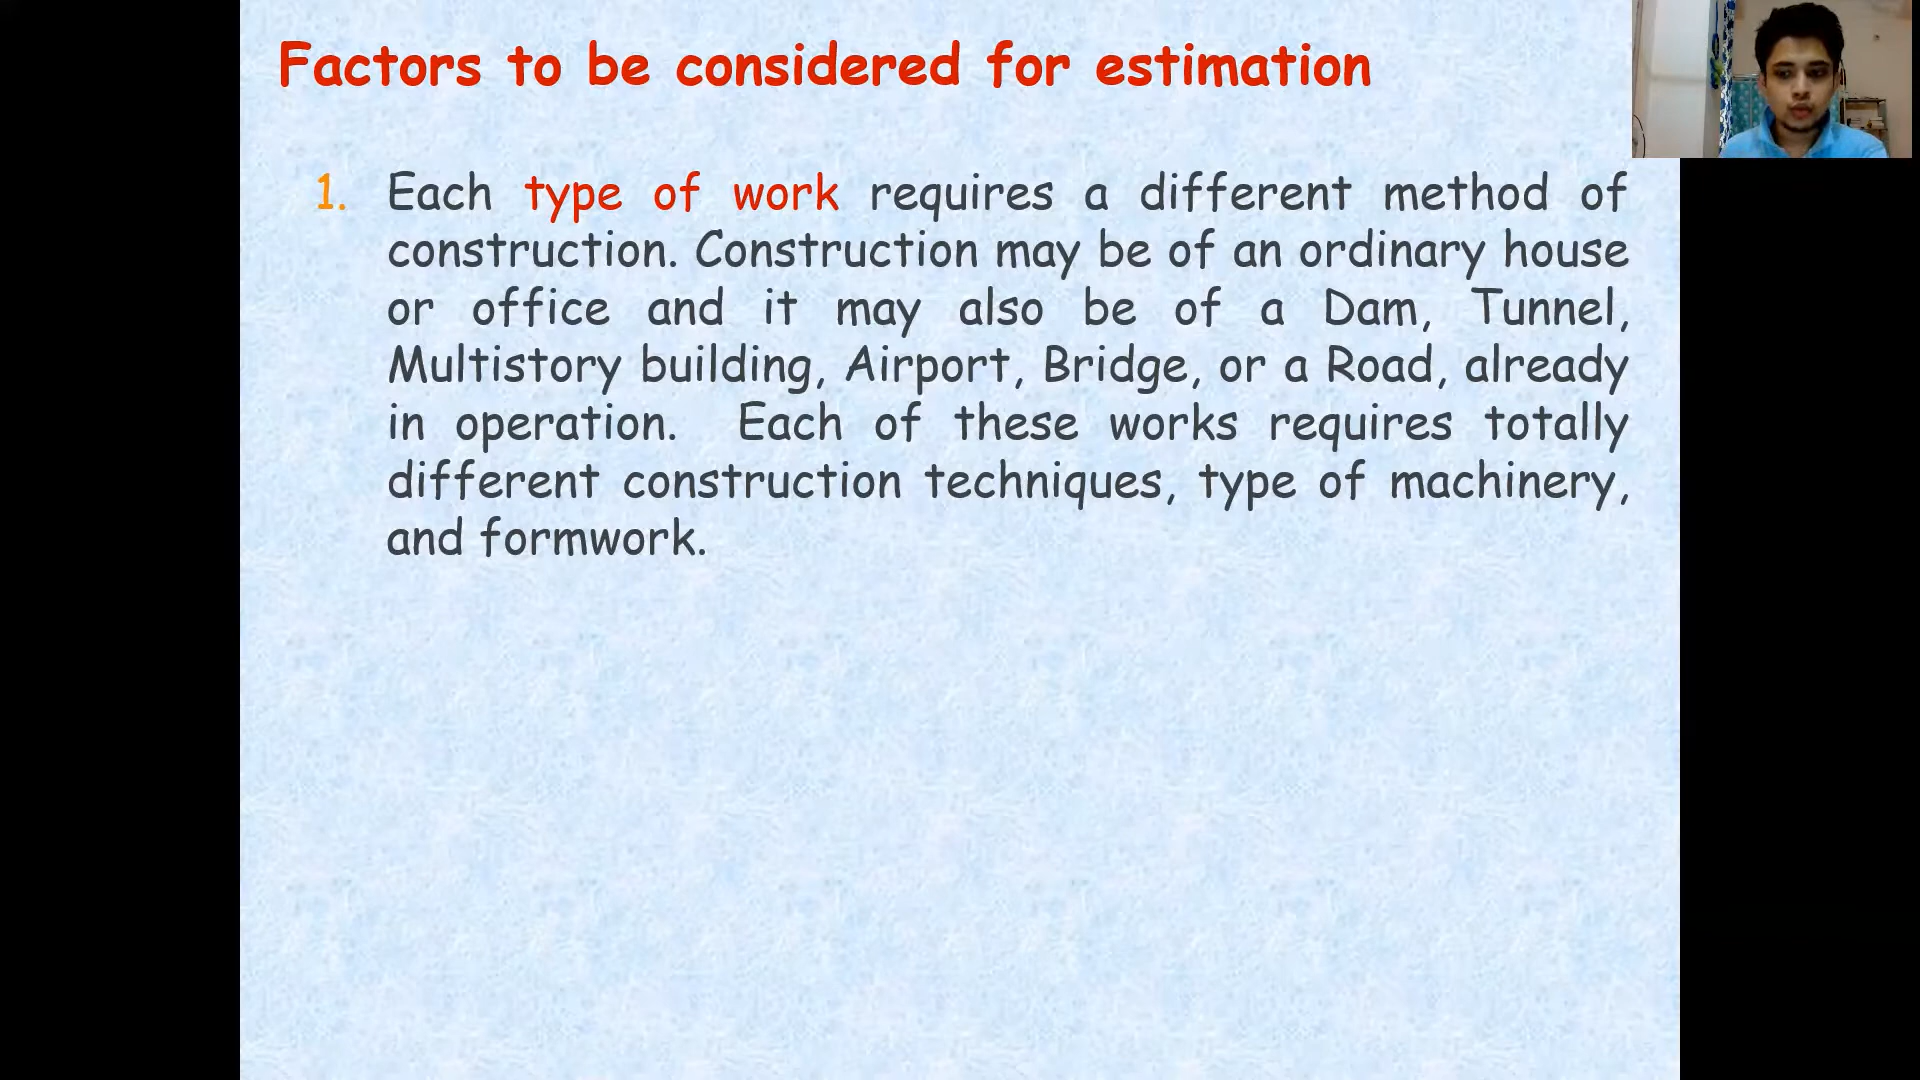 Factors to be considered for estimation
1. Each type of work requires a different method of
construction. Construction may be of an ordinary house
or office and it may also be of a Dam, Tunnel,
Multistory building, Airport, Bridge, or a Road, already
in operation. Each of these works requires totally
different construction techniques, type of machinery,
and formwork.